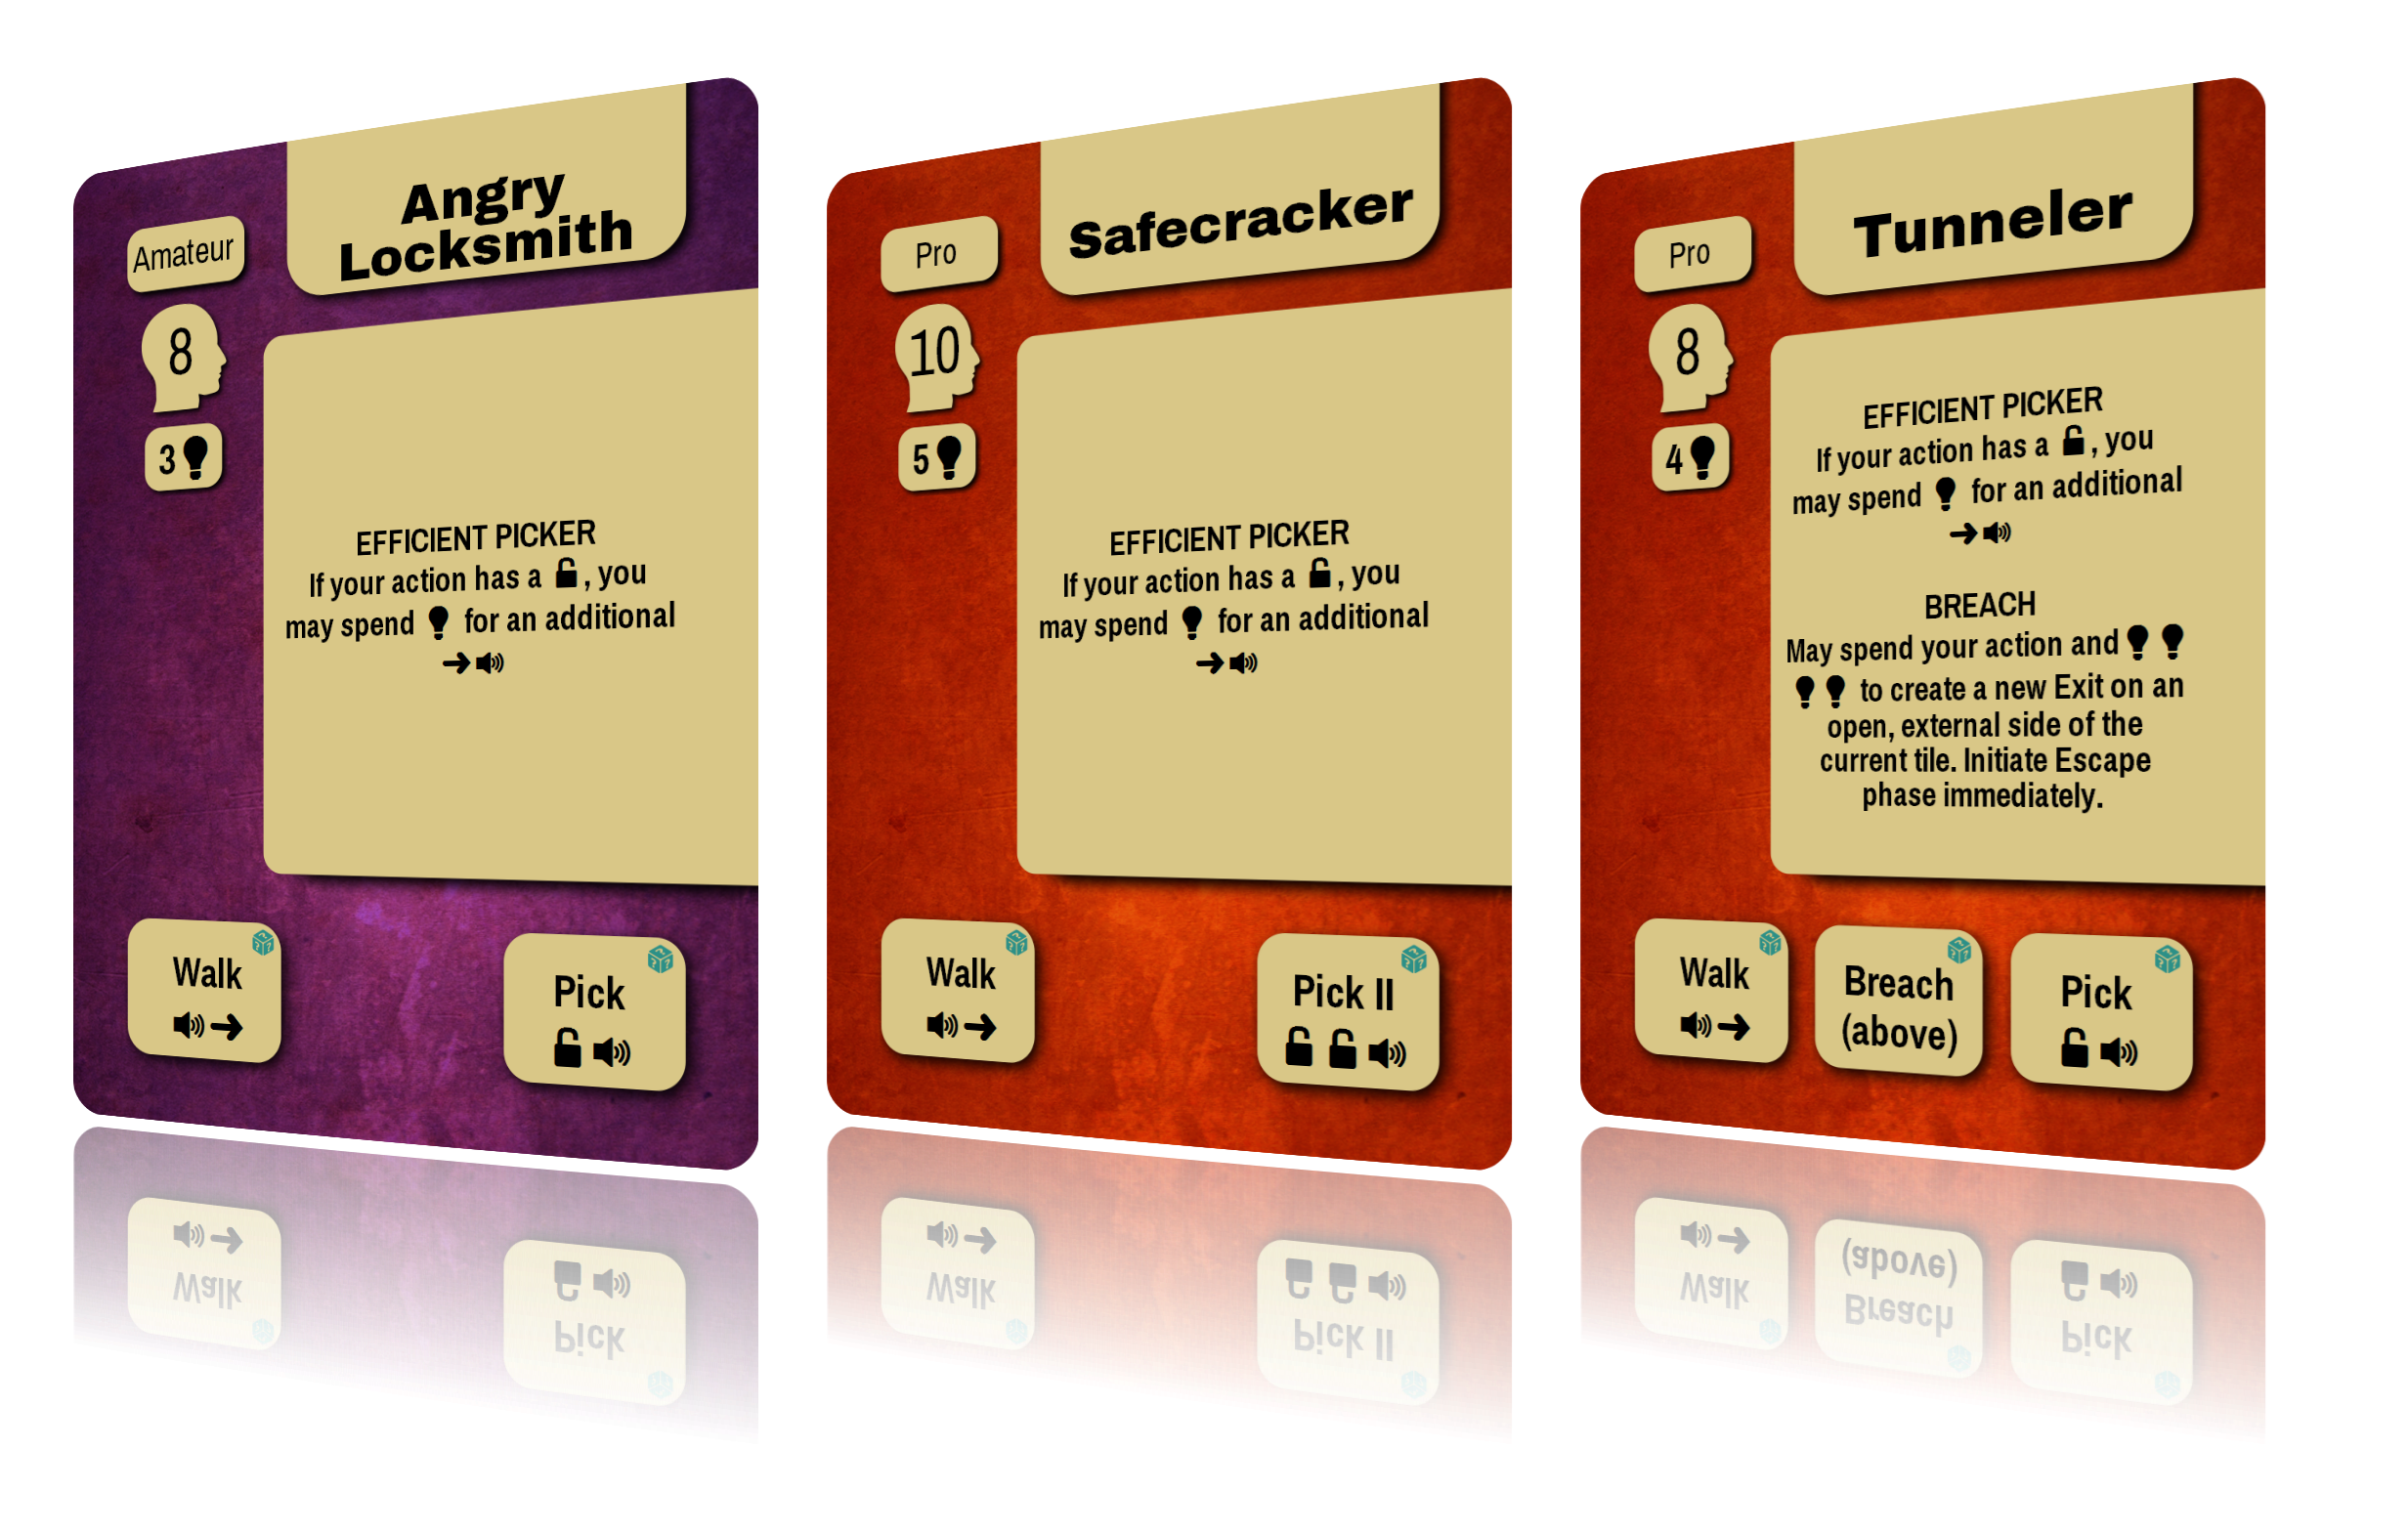 Angry
Locksmith
Amateur
8
3
EFFICIENT PICKER
If your action has a , you
may spend for an additional
Walk
Pick
Safecracker
Pro
10
5
EFFICIENT PICKER
If your action has a , you
may spend for an additional
Walk
Pick II
Tunneler
Pro
8
4
EFFICIENT PICKER
If your action has a , you
may spend for an additional
BREACH
May spend your action and
to create a new Exit on an
open, external side of the
current tile. Initiate Escape
phase immediately.
Walk
Breach
(above)
Pick